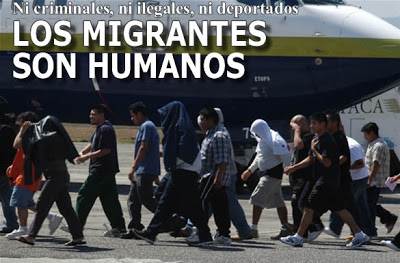 Ni criminales, ni ilegales, ni deportados
LOS MIGRANTES
SON HUMANOS